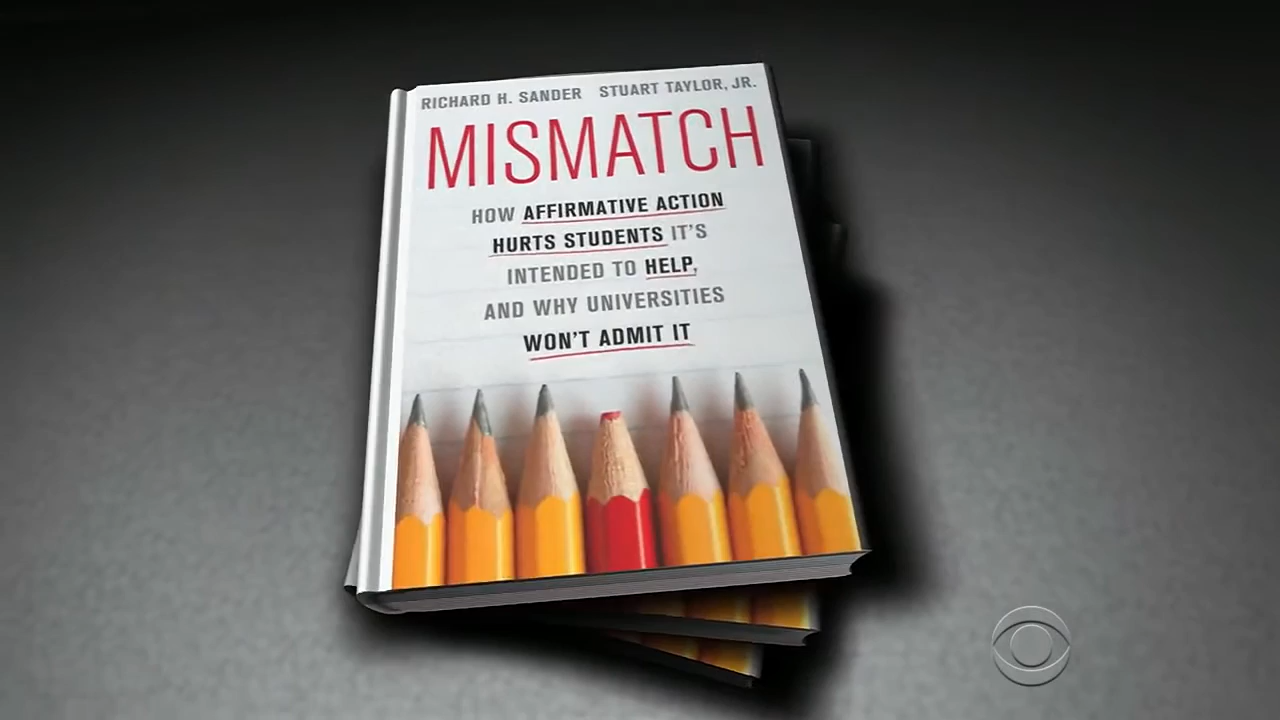 RICHARD H. SANDER STUART TAYLOR, JR.
MISMATCH
HOW AFFIRMATIVE ACTION
HURTS STUDENTS IT'S
INTENDED TO HELP,
AND WHY UNIVERSITIES
WON'T ADMIT IT